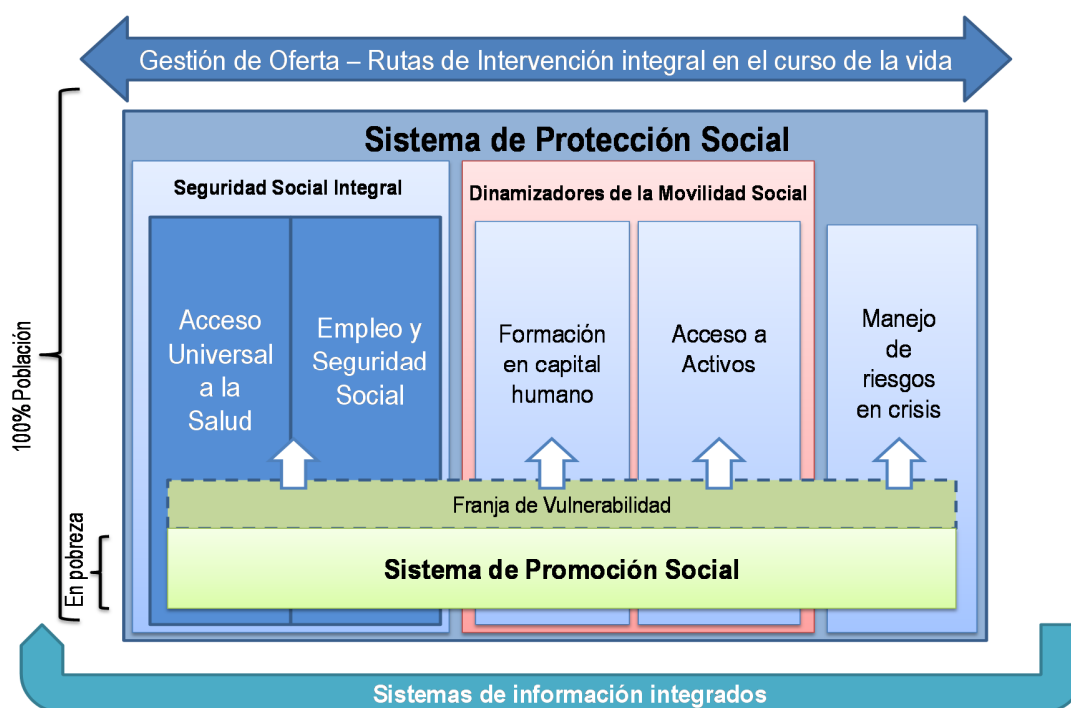 Gestión de Oferta – Rutas de Intervención integral en el curso de la vida
Sistema de Protección Social
Seguridad Social Integral
Dinamizadores de la Movilidad Social
Acceso
Universal
a la
Salud
Empleo y
Seguridad
Social
Formación
en capital
humano
Acceso a
Activos
Manejo
de
riesgos
en crisis
100% Población
En pobreza
Franja de Vulnerabilidad
Sistema de Promoción Social
Sistemas de información integrados